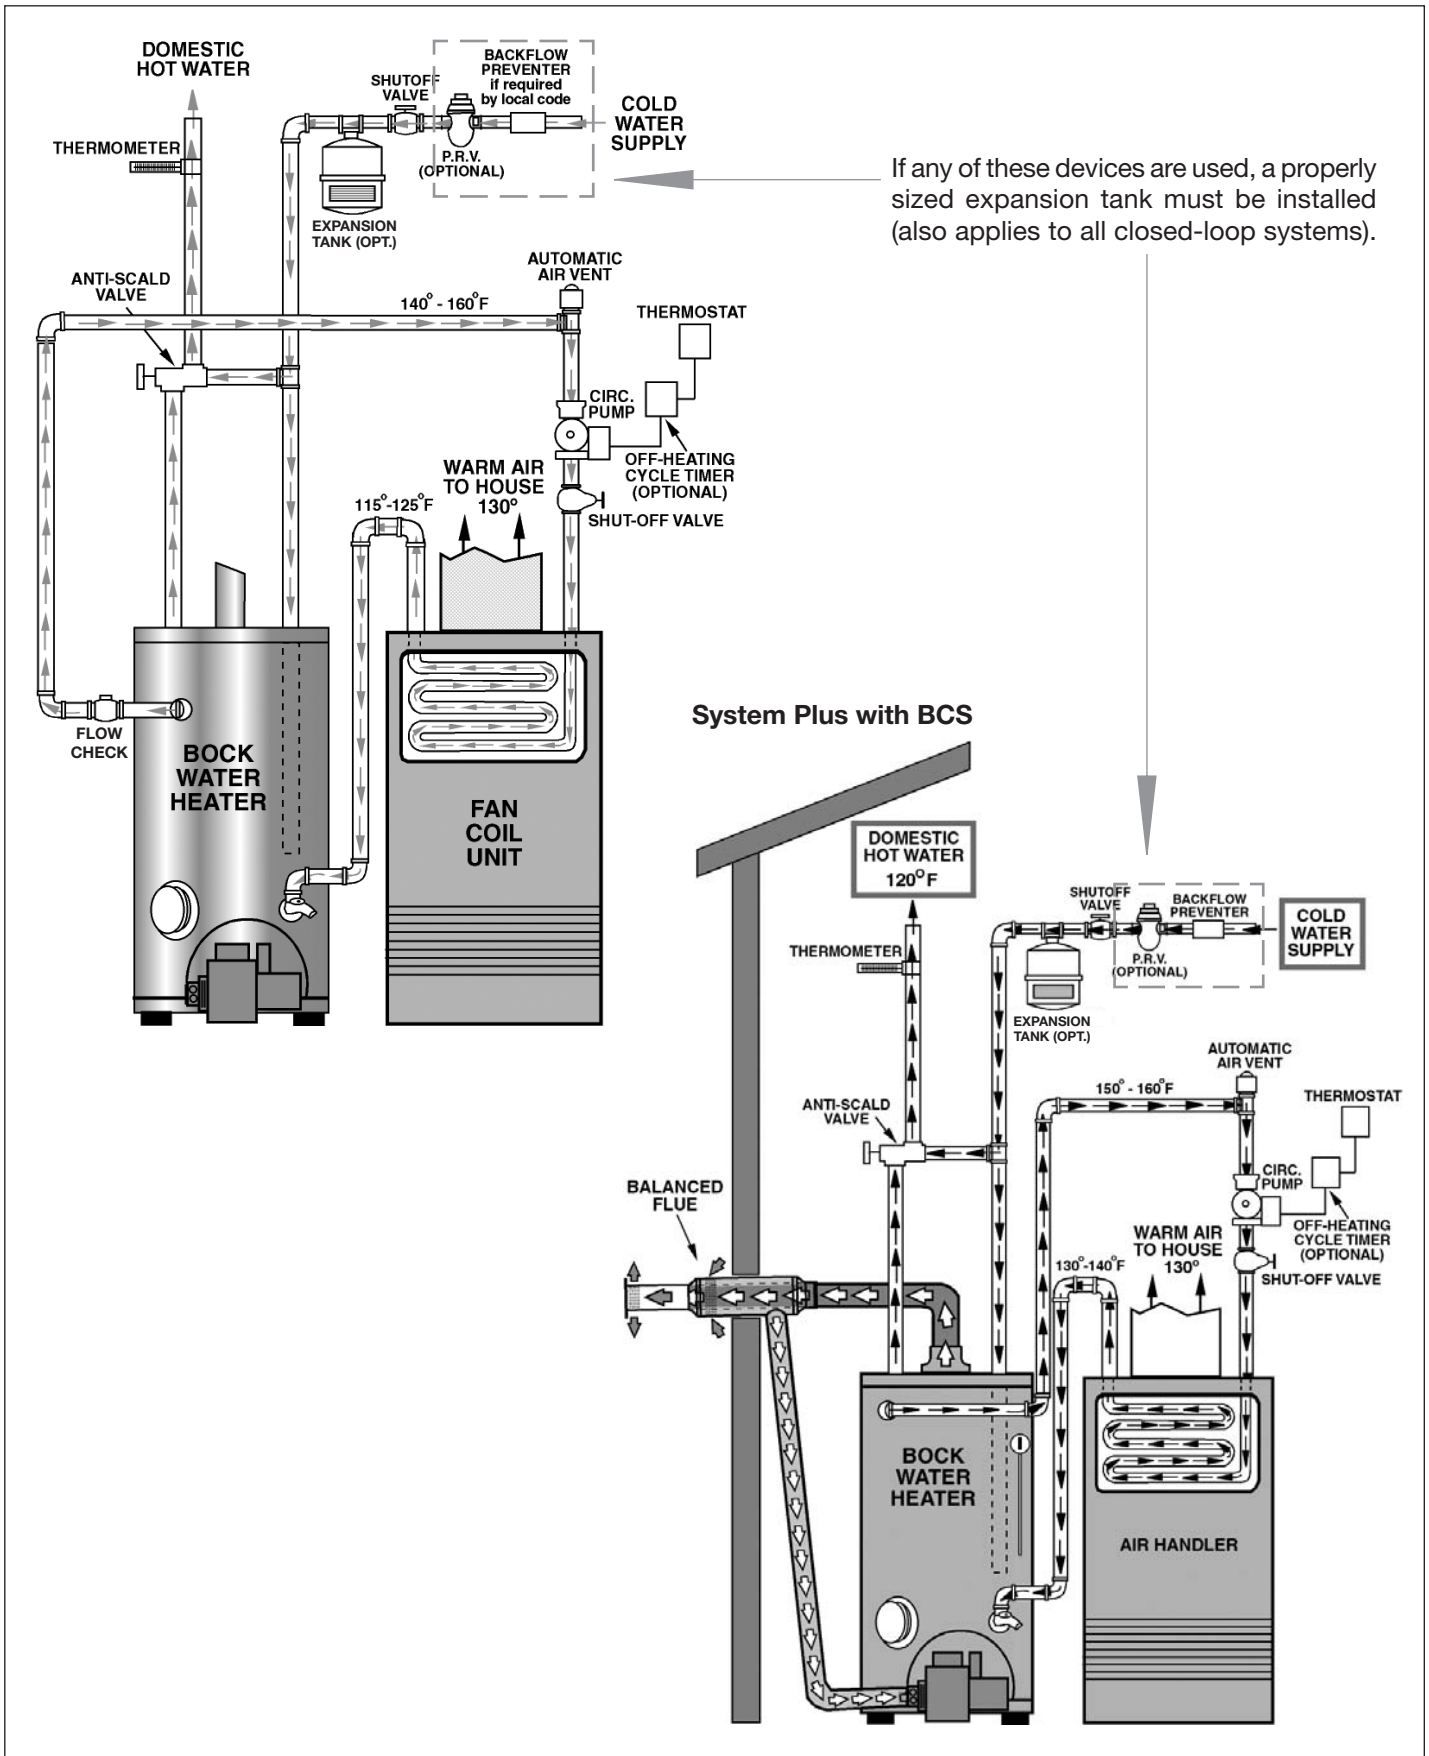 DOMESTIC
HOT WATER
THERMOMETER
SHUTOFF
VALVE
BACKFLOW
PREVENTER
if required
by local code
COLD
WATER
SUPPLY
P.R.V.
(OPTIONAL)
EXPANSION
TANK (OPT.)
If any of these devices are used, a properly
sized expansion tank must be installed
(also applies to all closed-loop systems).
ANTI-SCALD
VALVE
140° - 160°F
AUTOMATIC
AIR VENT
THERMOSTAT
CIRC.
PUMP
OFF-HEATING
CYCLE TIMER
(OPTIONAL)
SHUT-OFF VALVE
WARM AIR
TO HOUSE
130°
115°-125°F
FLOW
CHECK
BOCK
WATER
HEATER
FAN
COIL
UNIT
System Plus with BCS
DOMESTIC
HOT WATER
120°F
THERMOMETER
SHUTOFF
VALVE
BACKFLOW
PREVENTER
COLD
WATER
SUPPLY
P.R.V.
(OPTIONAL)
EXPANSION
TANK (OPT.)
AUTOMATIC
AIR VENT
150° - 160°F
THERMOSTAT
ANTI-SCALD
VALVE
CIRC.
PUMP
BALANCED
FLUE
OFF-HEATING
CYCLE TIMER
(OPTIONAL)
WARM AIR
TO HOUSE
130°
130°-140°F
SHUT-OFF VALVE
BOCK
WATER
HEATER
AIR HANDLER